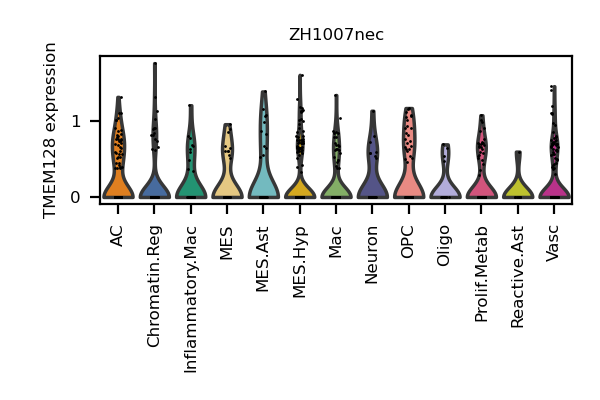 ZH1007nec
TMEM128 expression
1
0
AC
Chromatin.Reg
Inflammatory.Mac
MES
MES.Ast
MES.Hyp
Mac
Neuron
OPC
Oligo
Prolif.Metab
Reactive.Ast
Vasc